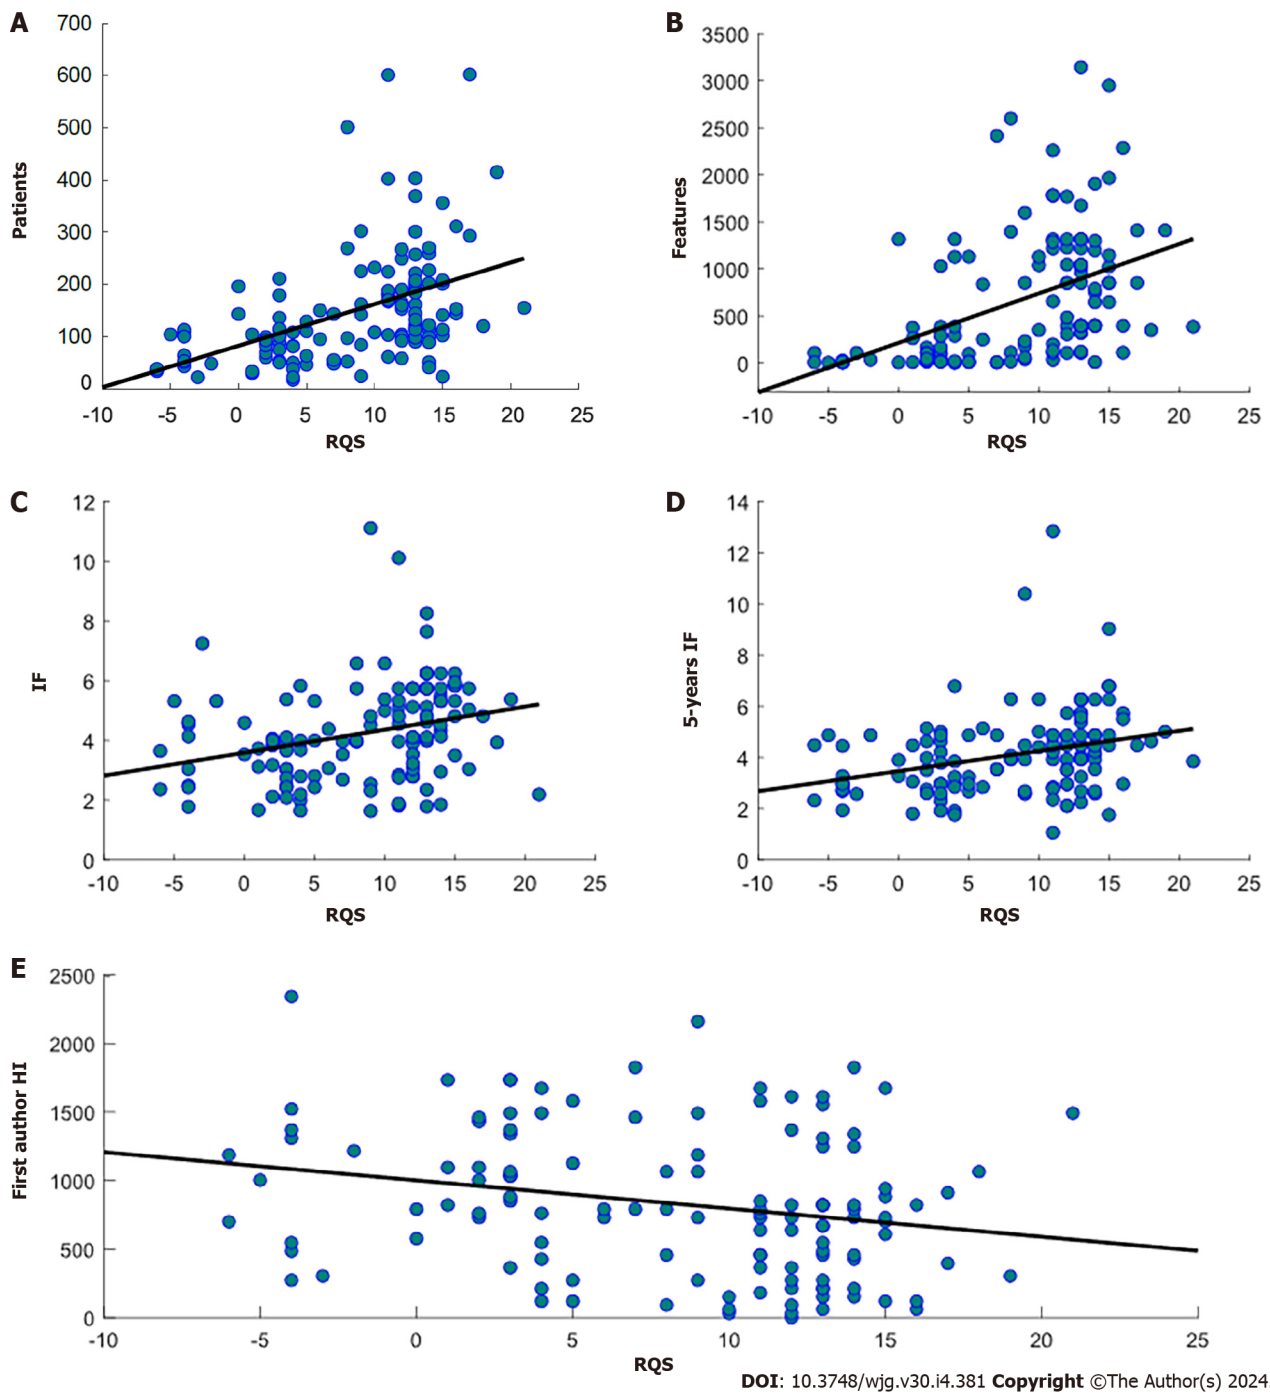 A
700
600
500
400
300
200
100
0
Patients
-10 -5 0 5 10 15 20 25
RQS
B
3500
3000
2500
2000
1500
1000
500
0
Features
-10 -5 0 5 10 15 20 25
RQS
C
12
10
8
6
4
2
0
IF
-10 -5 0 5 10 15 20 25
RQS
D
14
12
10
8
6
4
2
0
5-years IF
-10 -5 0 5 10 15 20 25
RQS
E
2500
2000
1500
1000
500
0
First author HI
-10 -5 0 5 10 15 20 25
RQS
DOI: 10.3748/wjg.v30.i4.381 Copyright ©The Author(s) 2024